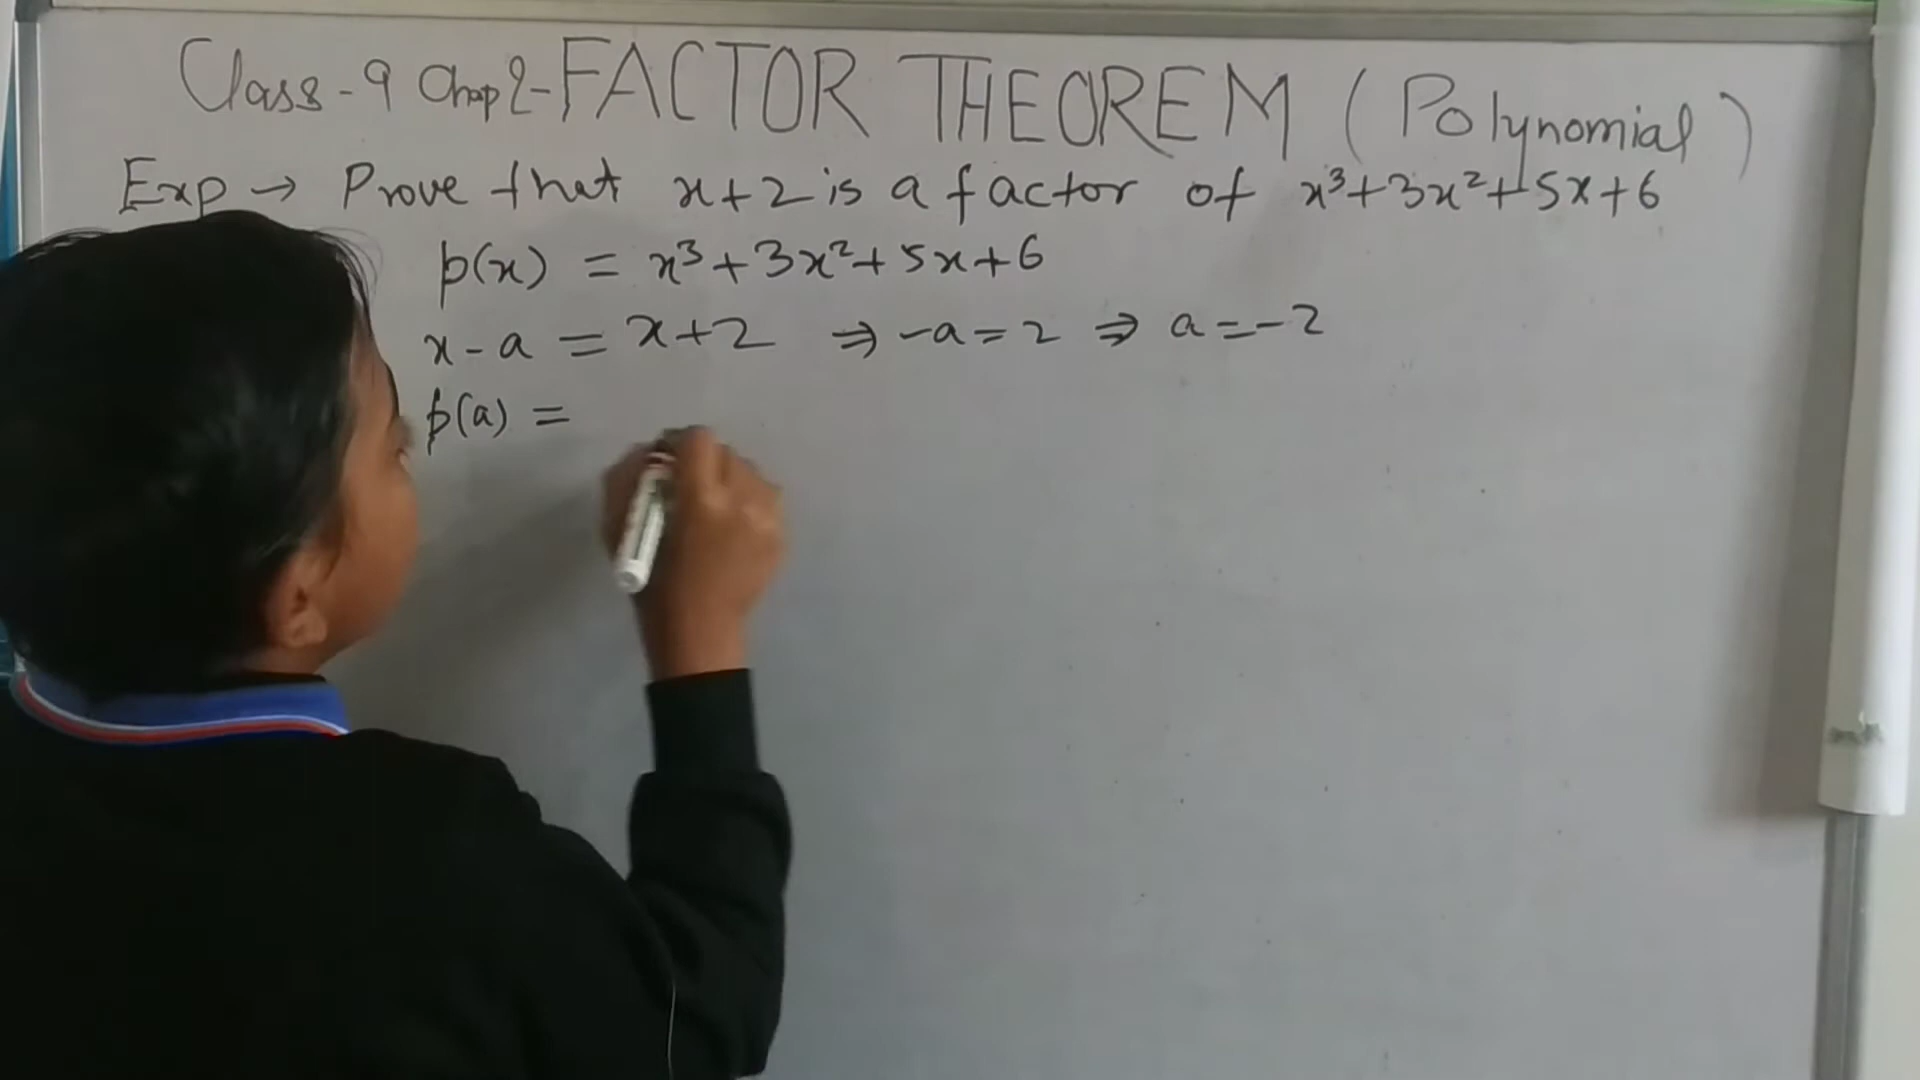 Class-9 Chap 2-FACTOR THEOREM (Polynomial)
Exp → Prove that x+2 is a factor of x³+3x²+5x+6
p(x) = x³+3x²+5x+6
x-a = x+2 ⇒ -a=2 ⇒ a=-2
p(a) =